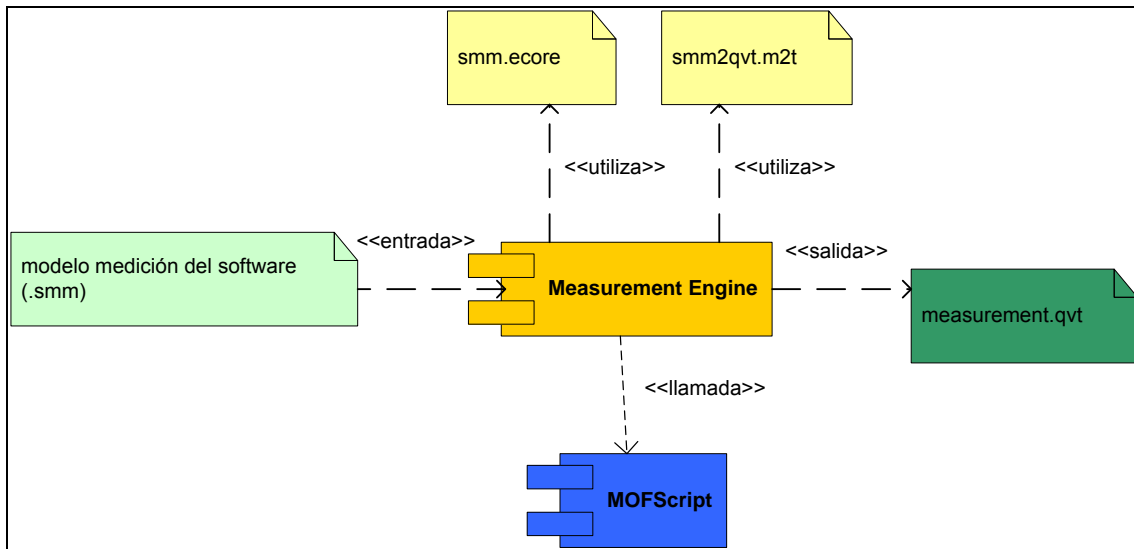 smm.ecore
smm2qvt.m2t
<<utiliza>>
<<utiliza>>
<<entrada>>
<<salida>>
modelo medición del software
(.smm)
Measurement Engine
measurement.qvt
<<llamada>>
MOFScript